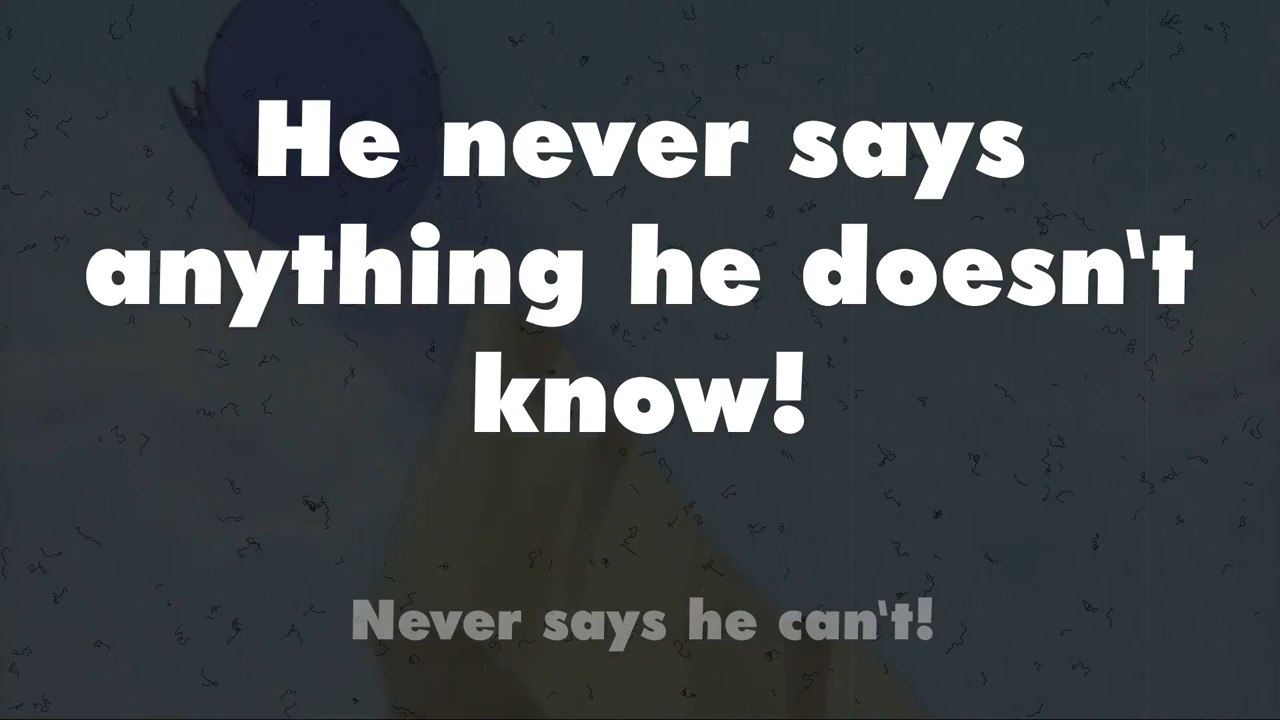 He never says
anything he doesn‛t
know!
Never says he can‛t!